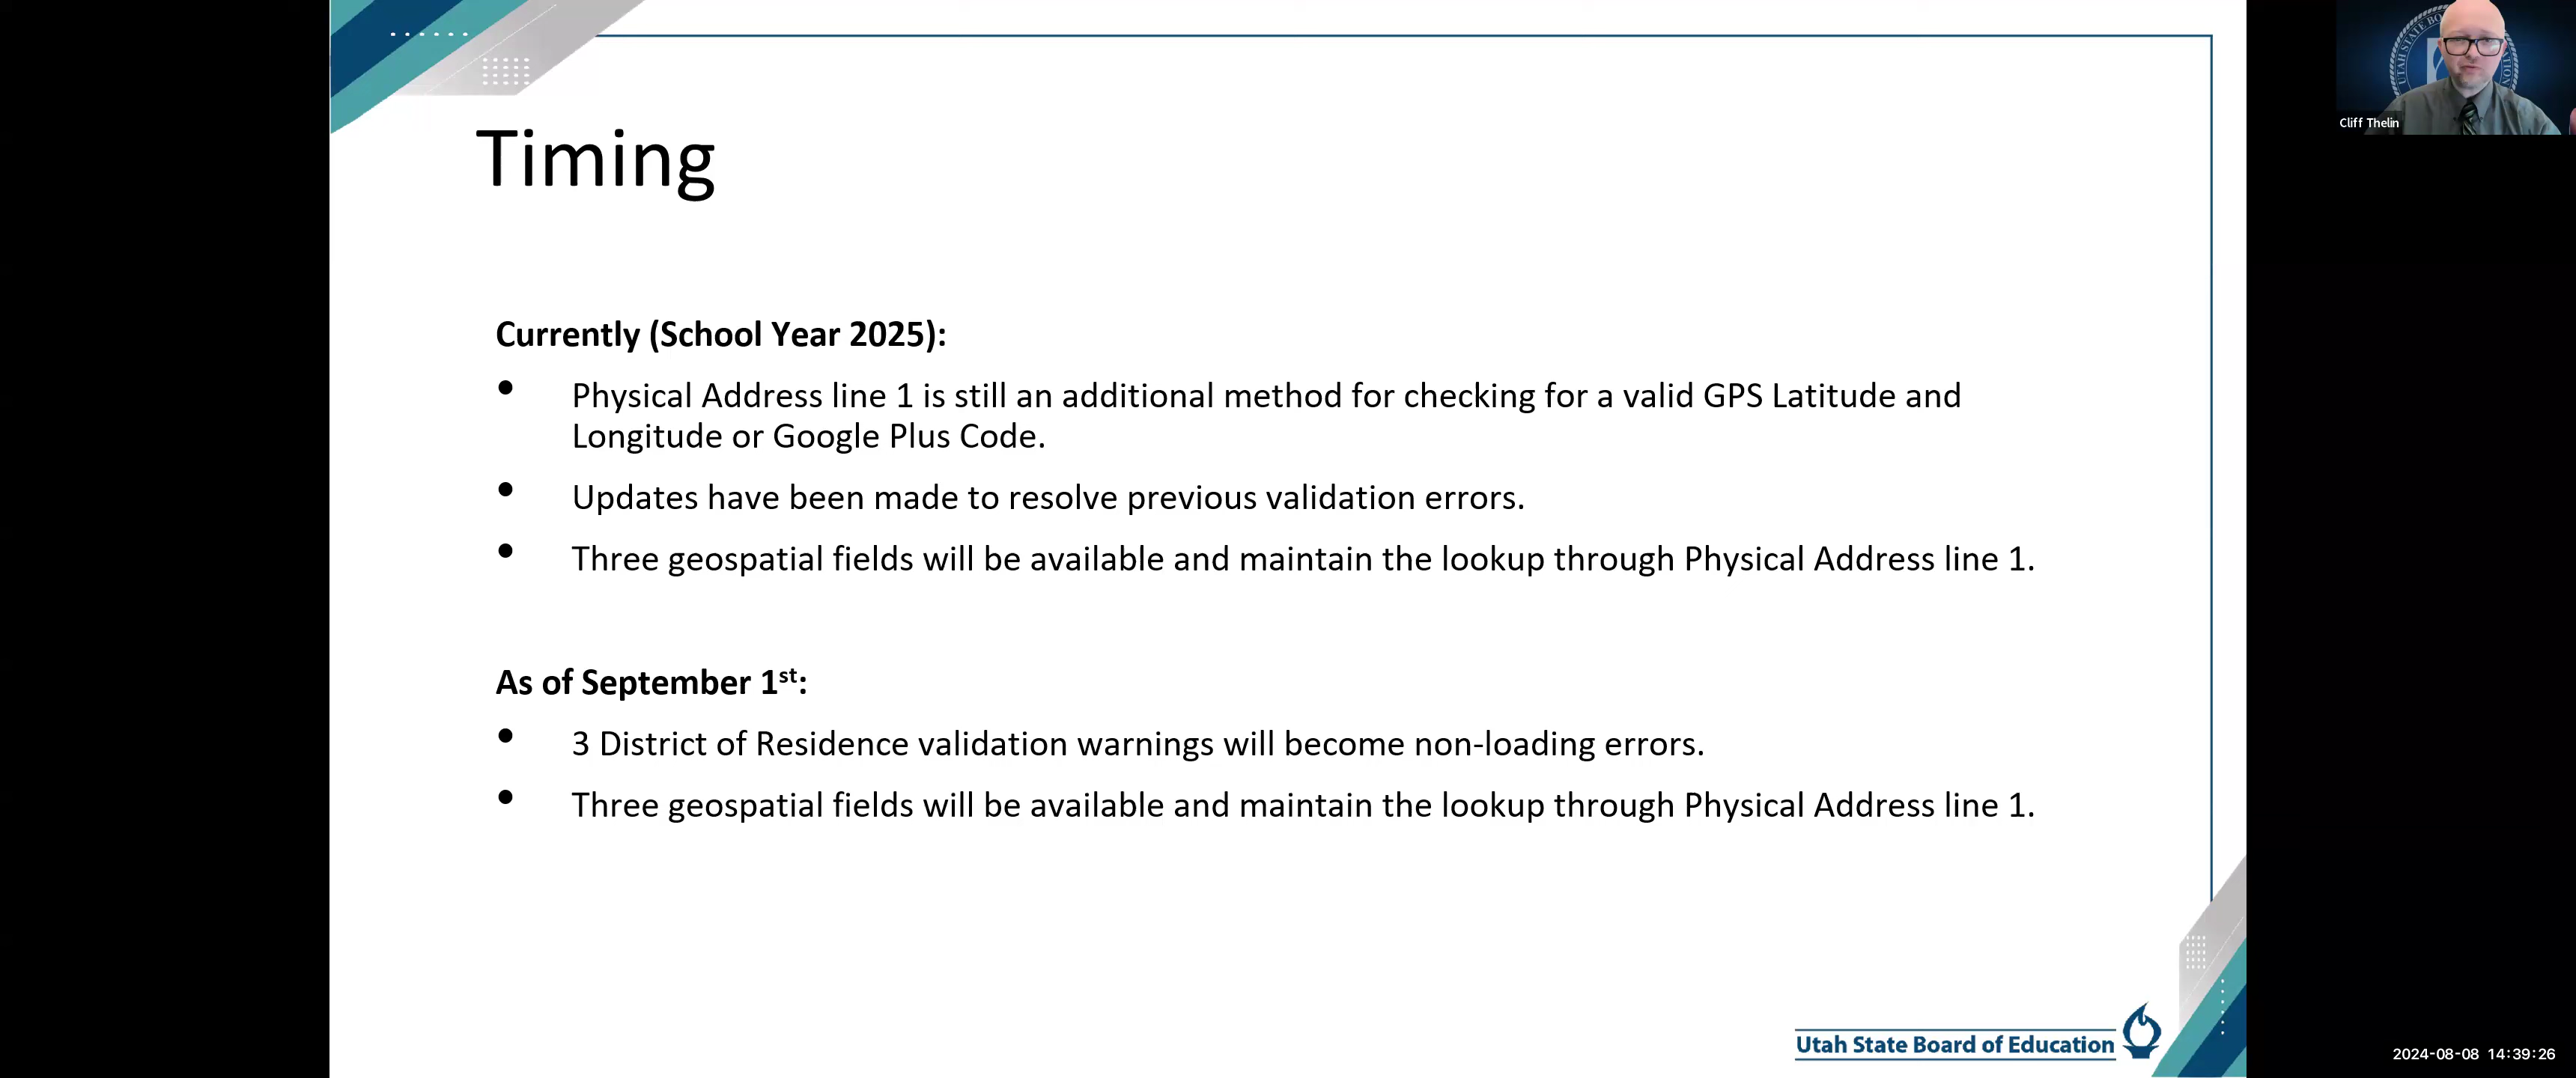 Timing
Currently (School Year 2025):
• Physical Address line 1 is still an additional method for checking for a valid GPS Latitude and
Longitude or Google Plus Code.
• Updates have been made to resolve previous validation errors.
• Three geospatial fields will be available and maintain the lookup through Physical Address line 1.
As of September 1st:
• 3 District of Residence validation warnings will become non-loading errors.
• Three geospatial fields will be available and maintain the lookup through Physical Address line 1.
Utah State Board of Education
Cliff Thelin
2024-08-08 14:39:26